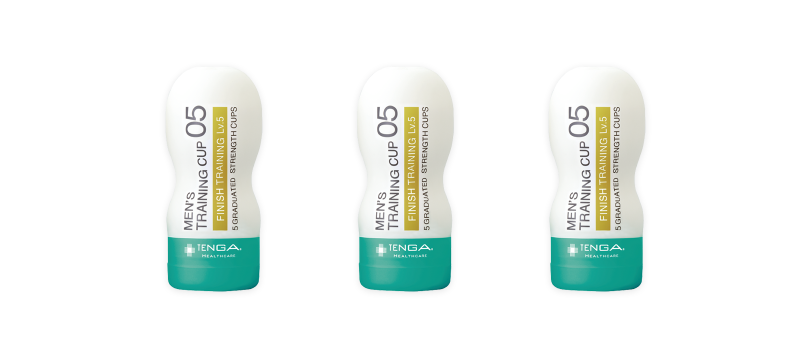 MEN'S
TRAINING CUP 05
FINISH TRAINING Lv.5
5 GRADUATED STRENGTH CUPS
TENGA
HEALTHCARE
MEN'S
TRAINING CUP 05
FINISH TRAINING Lv.5
5 GRADUATED STRENGTH CUPS
TENGA
HEALTHCARE
MEN'S
TRAINING CUP 05
FINISH TRAINING Lv.5
5 GRADUATED STRENGTH CUPS
TENGA
HEALTHCARE